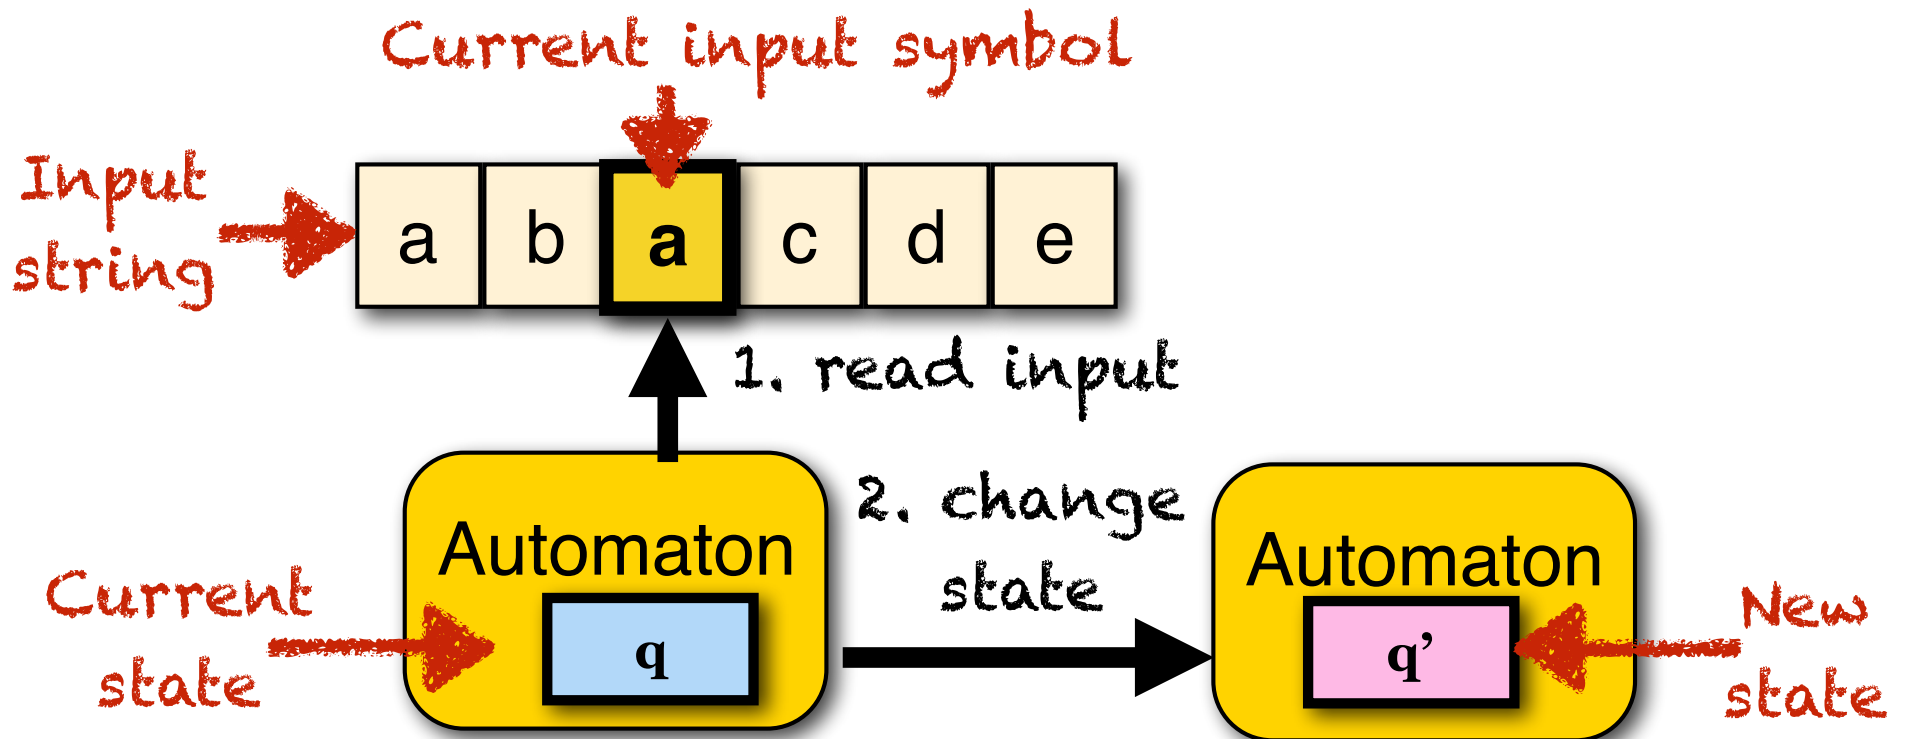 Current input symbol
Input
string
a b a c d e
1. read input
2. change
state
Automaton
Automaton
Current
state
q
q’
New
state